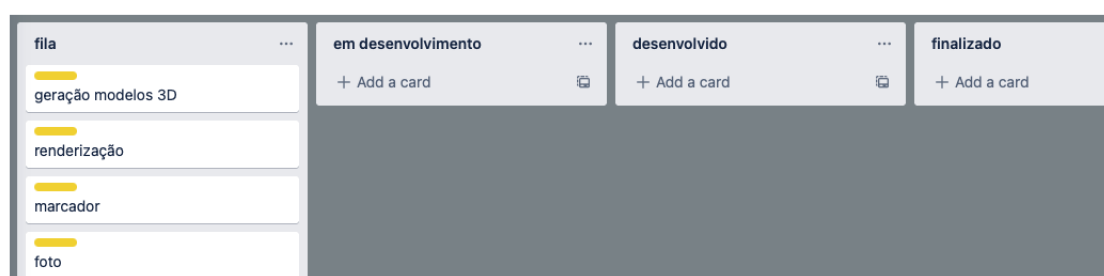 fila
geração modelos 3D
renderização
marcador
foto
em desenvolvimento
+ Add a card
desenvolvido
+ Add a card
finalizado
+ Add a card